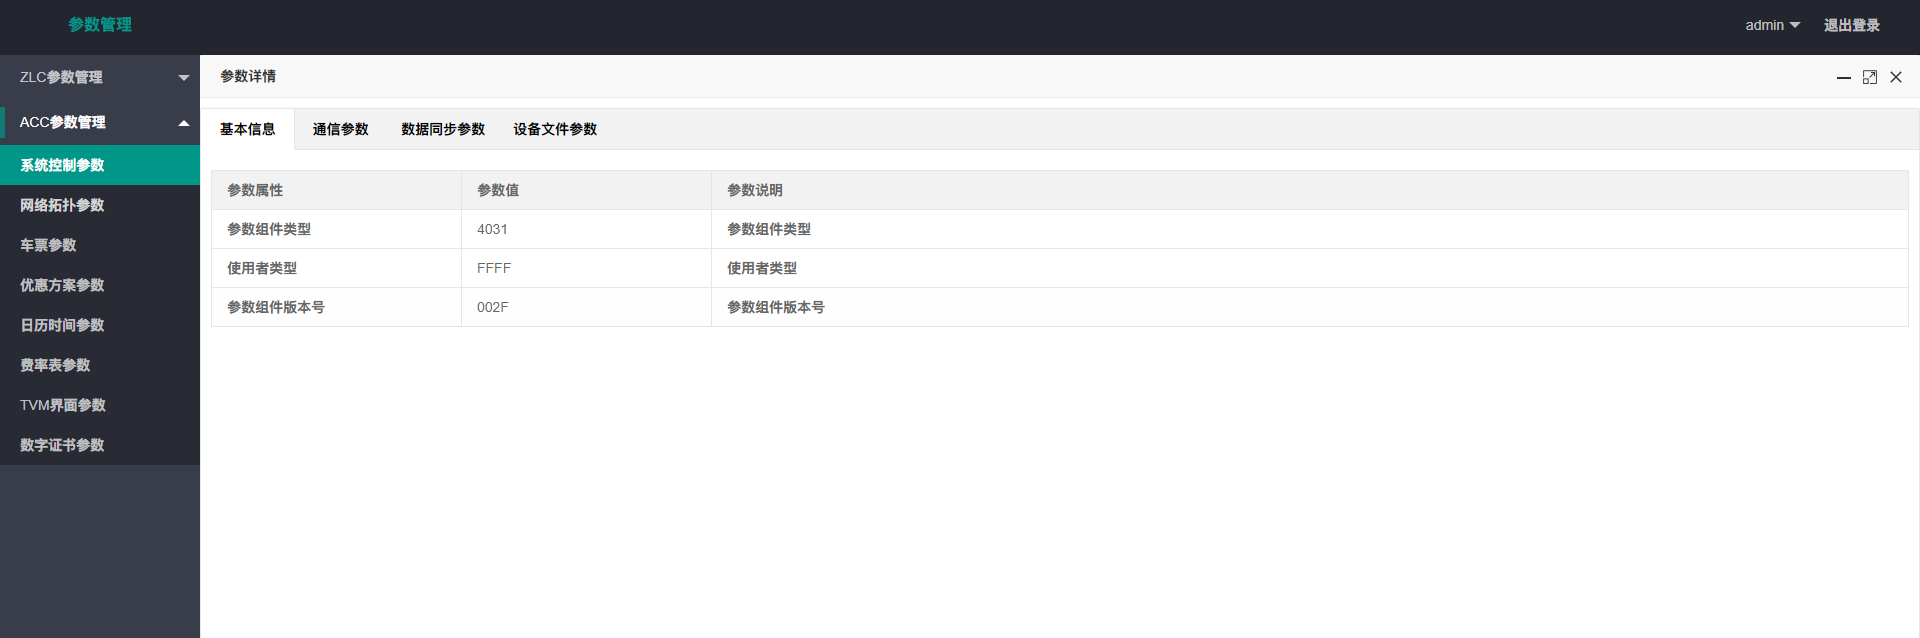 参数管理
admin 退出登录
ZLC参数管理
ACC参数管理
系统控制参数
网络拓扑参数
车票参数
优惠方案参数
日历时间参数
费率表参数
TVM界面参数
数字证书参数
参数详情
基本信息 通信参数 数据同步参数 设备文件参数
参数属性 参数值 参数说明
参数组件类型 4031 参数组件类型
使用者类型 FFFF 使用者类型
参数组件版本号 002F 参数组件版本号